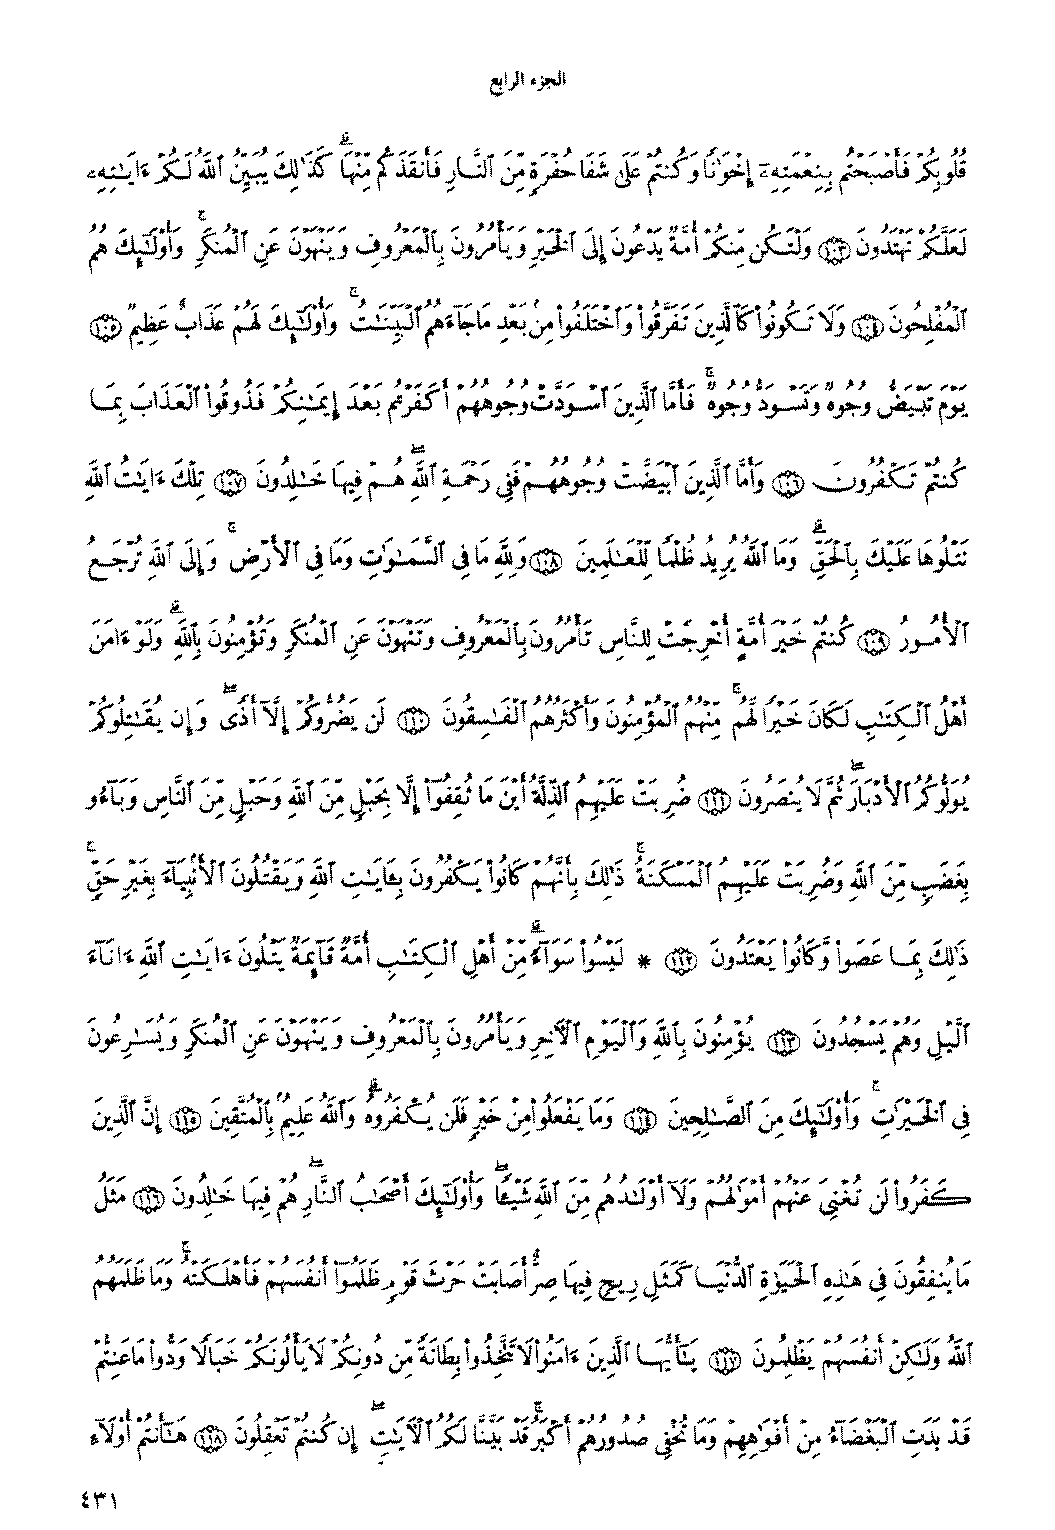 الجزء الرابع
قُلُوبِكُمْ فَأَصْبَحْتُم بِنِعْمَتِهِۦٓ إِخْوَٰنًا وَكُنتُمْ عَلَىٰ شَفَا حُفْرَةٍ مِّنَ ٱلنَّارِ فَأَنقَذَكُم مِّنْهَا ۗ كَذَٰلِكَ يُبَيِّنُ ٱللَّهُ لَكُمْ ءَايَـٰتِهِۦ
لَعَلَّكُمْ تَهْتَدُونَ ١٠٣ وَلْتَكُن مِّنكُمْ أُمَّةٌ يَدْعُونَ إِلَى ٱلْخَيْرِ وَيَأْمُرُونَ بِٱلْمَعْرُوفِ وَيَنْهَوْنَ عَنِ ٱلْمُنكَرِ ۚ وَأُو۟لَـٰٓئِكَ هُمُ
ٱلْمُفْلِحُونَ ١٠٤ وَلَا تَكُونُوا۟ كَٱلَّذِينَ تَفَرَّقُوا۟ وَٱخْتَلَفُوا۟ مِنۢ بَعْدِ مَا جَآءَهُمُ ٱلْبَيِّنَـٰتُ ۚ وَأُو۟لَـٰٓئِكَ لَهُمْ عَذَابٌ عَظِيمٌ ١٠٥
يَوْمَ تَبْيَضُّ وُجُوهٌ وَتَسْوَدُّ وُجُوهٌ ۚ فَأَمَّا ٱلَّذِينَ ٱسْوَدَّتْ وُجُوهُهُمْ أَكَفَرْتُم بَعْدَ إِيمَـٰنِكُمْ فَذُوقُوا۟ ٱلْعَذَابَ بِمَا
كُنتُمْ تَكْفُرُونَ ١٠٦ وَأَمَّا ٱلَّذِينَ ٱبْيَضَّتْ وُجُوهُهُمْ فَفِى رَحْمَةِ ٱللَّهِ ۖ هُمْ فِيهَا خَـٰلِدُونَ ١٠٧ تِلْكَ ءَايَـٰتُ ٱللَّهِ
نَتْلُوهَا عَلَيْكَ بِٱلْحَقِّ ۗ وَمَا ٱللَّهُ يُرِيدُ ظُلْمًا لِّلْعَـٰلَمِينَ ١٠٨ وَلِلَّهِ مَا فِى ٱلسَّمَـٰوَٰتِ وَمَا فِى ٱلْأَرْضِ ۚ وَإِلَى ٱللَّهِ تُرْجَعُ
ٱلْأُمُورُ ١٠٩ كُنتُمْ خَيْرَ أُمَّةٍ أُخْرِجَتْ لِلنَّاسِ تَأْمُرُونَ بِٱلْمَعْرُوفِ وَتَنْهَوْنَ عَنِ ٱلْمُنكَرِ وَتُؤْمِنُونَ بِٱللَّهِ ۗ وَلَوْ ءَامَنَ
أَهْلُ ٱلْكِتَـٰبِ لَكَانَ خَيْرًا لَّهُم ۚ مِّنْهُمُ ٱلْمُؤْمِنُونَ وَأَكْثَرُهُمُ ٱلْفَـٰسِقُونَ ١١٠ لَن يَضُرُّوكُمْ إِلَّآ أَذًى ۖ وَإِن يُقَـٰتِلُوكُمْ
يُوَلُّوكُمُ ٱلْأَدْبَارَ ۖ ثُمَّ لَا يُنصَرُونَ ١١١ ضُرِبَتْ عَلَيْهِمُ ٱلذِّلَّةُ أَيْنَ مَا ثُقِفُوٓا۟ إِلَّا بِحَبْلٍ مِّنَ ٱللَّهِ وَحَبْلٍ مِّنَ ٱلنَّاسِ وَبَآءُو
بِغَضَبٍ مِّنَ ٱللَّهِ وَضُرِبَتْ عَلَيْهِمُ ٱلْمَسْكَنَةُ ۚ ذَٰلِكَ بِأَنَّهُمْ كَانُوا۟ يَكْفُرُونَ بِـَٔايَـٰتِ ٱللَّهِ وَيَقْتُلُونَ ٱلْأَنۢبِيَآءَ بِغَيْرِ حَقٍّ ۚ
ذَٰلِكَ بِمَا عَصَوا۟ وَّكَانُوا۟ يَعْتَدُونَ ١١٢ * لَيْسُوا۟ سَوَآءً ۗ مِّنْ أَهْلِ ٱلْكِتَـٰبِ أُمَّةٌ قَآئِمَةٌ يَتْلُونَ ءَايَـٰتِ ٱللَّهِ ءَانَآءَ
ٱلَّيْلِ وَهُمْ يَسْجُدُونَ ١١٣ يُؤْمِنُونَ بِٱللَّهِ وَٱلْيَوْمِ ٱلْـَٔاخِرِ وَيَأْمُرُونَ بِٱلْمَعْرُوفِ وَيَنْهَوْنَ عَنِ ٱلْمُنكَرِ وَيُسَـٰرِعُونَ
فِى ٱلْخَيْرَٰتِ ۚ وَأُو۟لَـٰٓئِكَ مِنَ ٱلصَّـٰلِحِينَ ١١٤ وَمَا يَفْعَلُوا۟ مِنْ خَيْرٍ فَلَن يُكْفَرُوهُ ۗ وَٱللَّهُ عَلِيمٌۢ بِٱلْمُتَّقِينَ ١١٥ إِنَّ ٱلَّذِينَ
كَفَرُوا۟ لَن تُغْنِىَ عَنْهُمْ أَمْوَٰلُهُمْ وَلَآ أَوْلَـٰدُهُم مِّنَ ٱللَّهِ شَيْـًٔا ۖ وَأُو۟لَـٰٓئِكَ أَصْحَـٰبُ ٱلنَّارِ ۖ هُمْ فِيهَا خَـٰلِدُونَ ١١٦ مَثَلُ
مَا يُنفِقُونَ فِى هَـٰذِهِ ٱلْحَيَوٰةِ ٱلدُّنْيَا كَمَثَلِ رِيحٍ فِيهَا صِرٌّ أَصَابَتْ حَرْثَ قَوْمٍ ظَلَمُوٓا۟ أَنفُسَهُمْ فَأَهْلَكَتْهُ ۚ وَمَا ظَلَمَهُمُ
ٱللَّهُ وَلَـٰكِنْ أَنفُسَهُمْ يَظْلِمُونَ ١١٧ يَـٰٓأَيُّهَا ٱلَّذِينَ ءَامَنُوا۟ لَا تَتَّخِذُوا۟ بِطَانَةً مِّن دُونِكُمْ لَا يَأْلُونَكُمْ خَبَالًا وَدُّوا۟ مَا عَنِتُّمْ
قَدْ بَدَتِ ٱلْبَغْضَآءُ مِنْ أَفْوَٰهِهِمْ وَمَا تُخْفِى صُدُورُهُمْ أَكْبَرُ ۚ قَدْ بَيَّنَّا لَكُمُ ٱلْـَٔايَـٰتِ ۖ إِن كُنتُمْ تَعْقِلُونَ ١١٨ هَـٰٓأَنتُمْ أُو۟لَآءِ
٤٣١